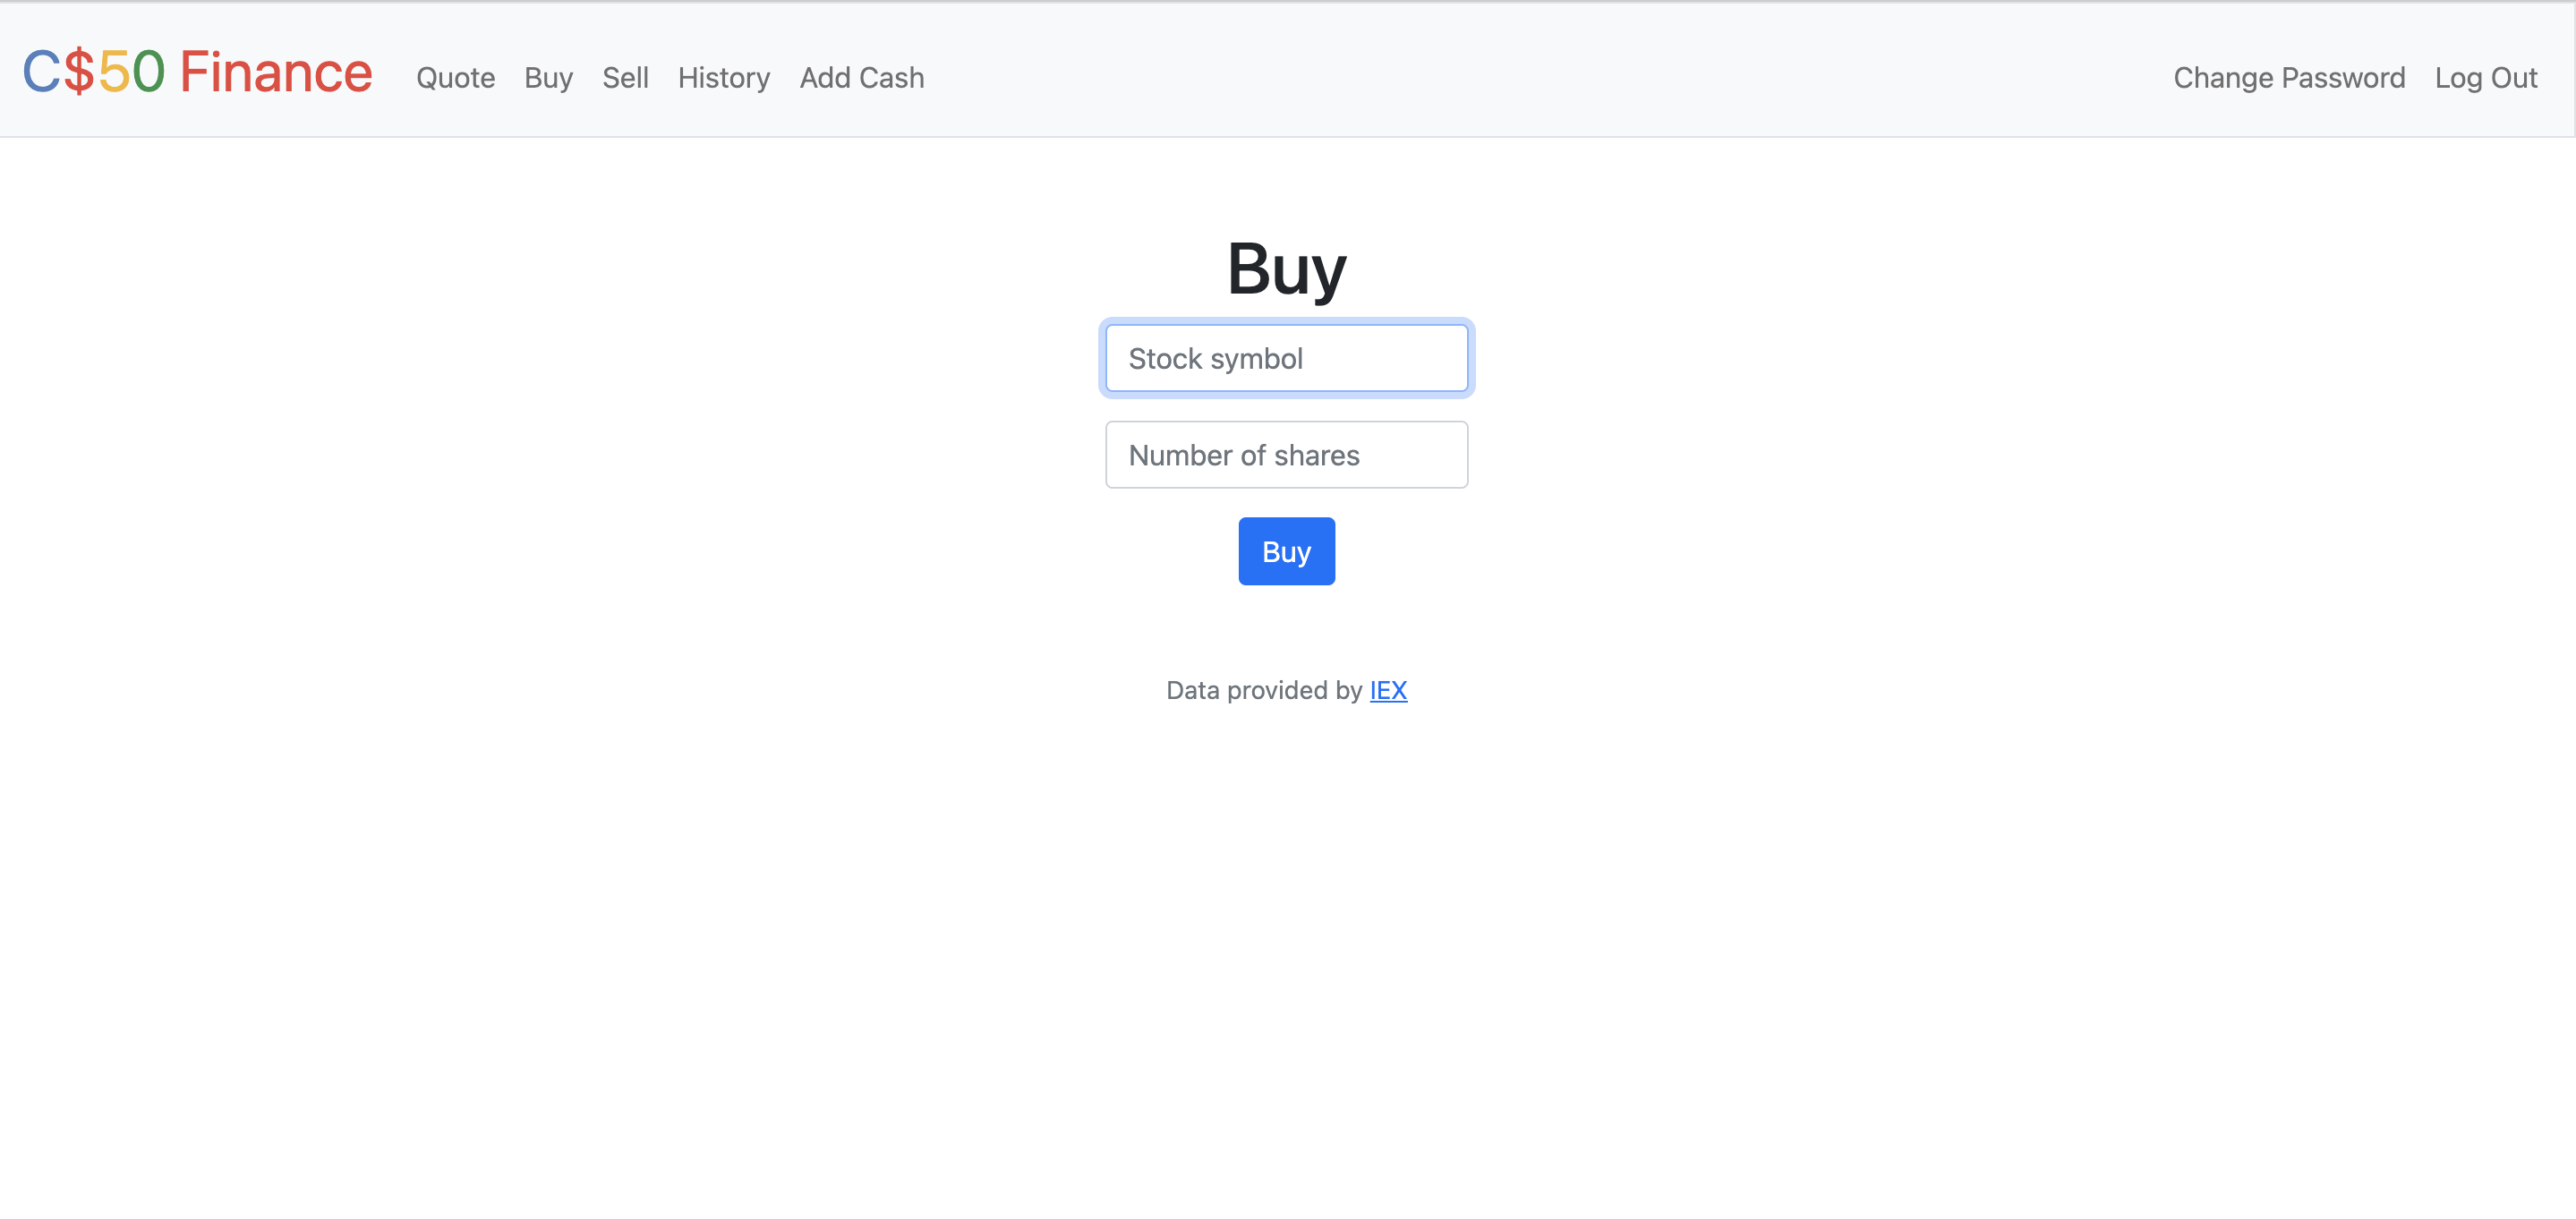 C$50 Finance Quote Buy Sell History Add Cash Change Password Log Out
Buy
Stock symbol
Number of shares
Buy
Data provided by IEX